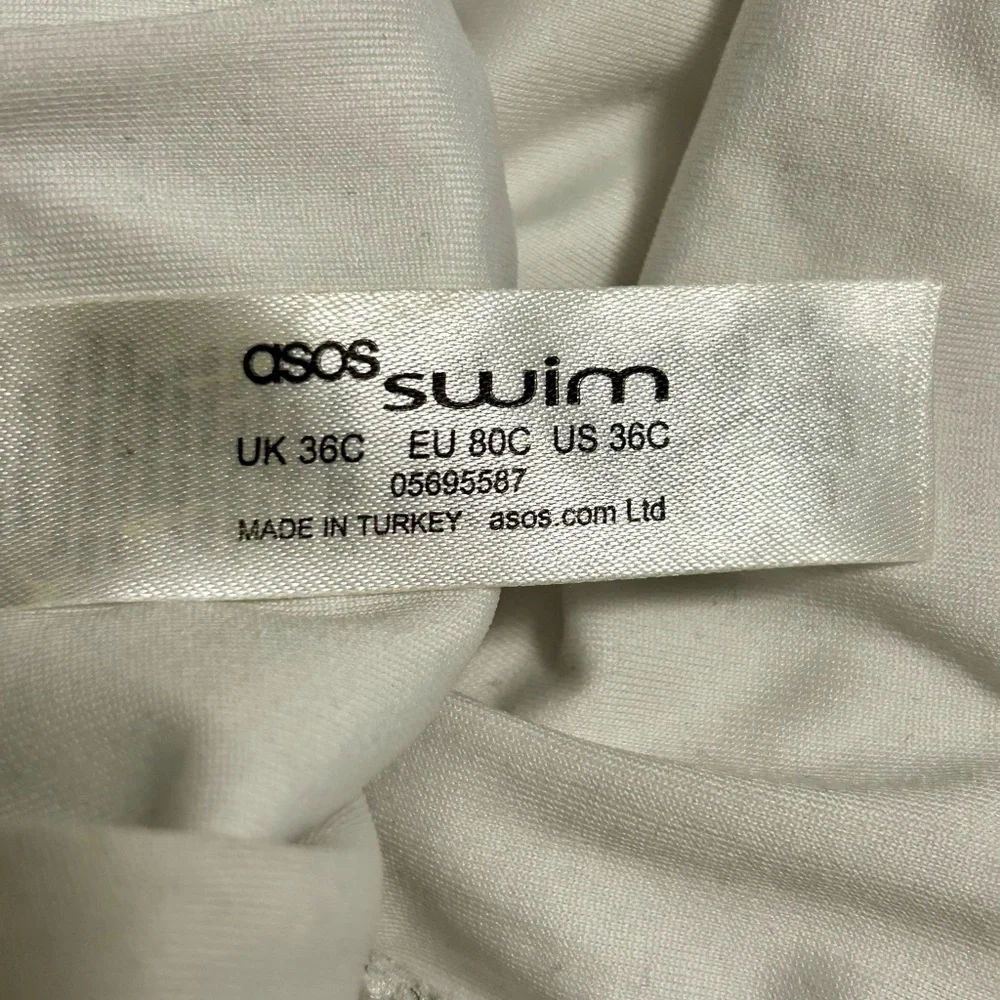 asos swim
UK 36C EU 80C US 36C
05695587
MADE IN TURKEY asos.com Ltd